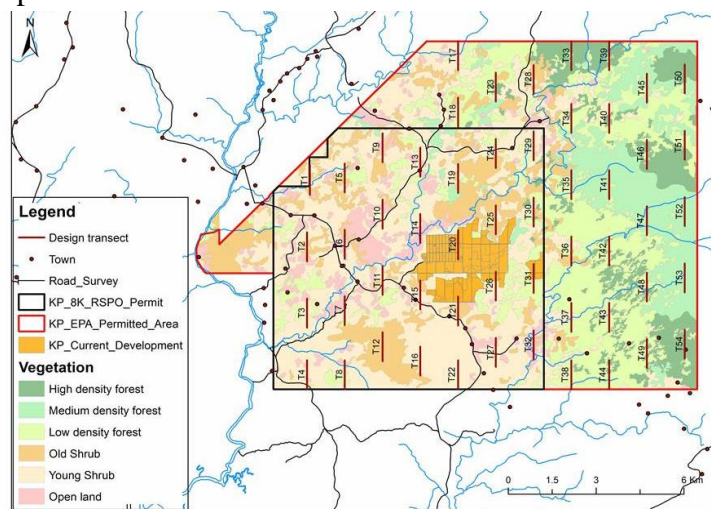 N
T17
T33
T39
T23
T28
T50
T45
T18
T34
T40
T9
T24
T29
T46
T51
T13
T1
T5
T19
T35
T41
T10
T25
T30
T47
T52
T14
T2
T6
T20
T36
T42
T11
T26
T31
T48
T53
T15
T3
T7
T21
T37
T43
T12
T27
T32
T49
T54
T16
T4
T8
T22
T38
T44
Legend
Design transect
Town
Road_Survey
KP_8K_RSPO_Permit
KP_EPA_Permitted_Area
KP_Current_Development
Vegetation
High density forest
Medium density forest
Low density forest
Old Shrub
Young Shrub
Open land
0 1.5 3 6 Km